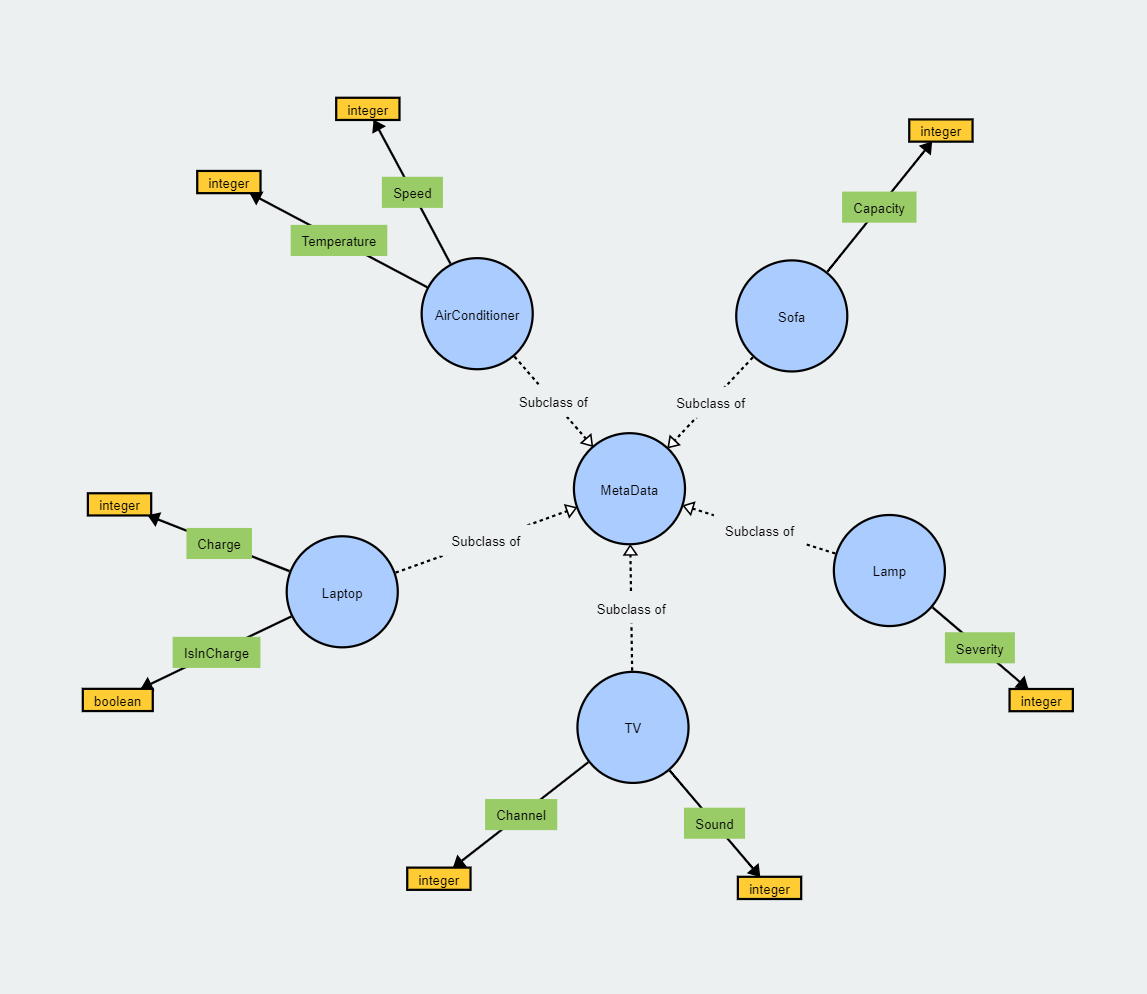 integer
integer
integer
Speed
Capacity
Temperature
AirConditioner
Sofa
Subclass of
Subclass of
MetaData
integer
Charge
Subclass of
Subclass of
Laptop
Lamp
Subclass of
IsInCharge
Severity
boolean
integer
TV
Channel
Sound
integer
integer